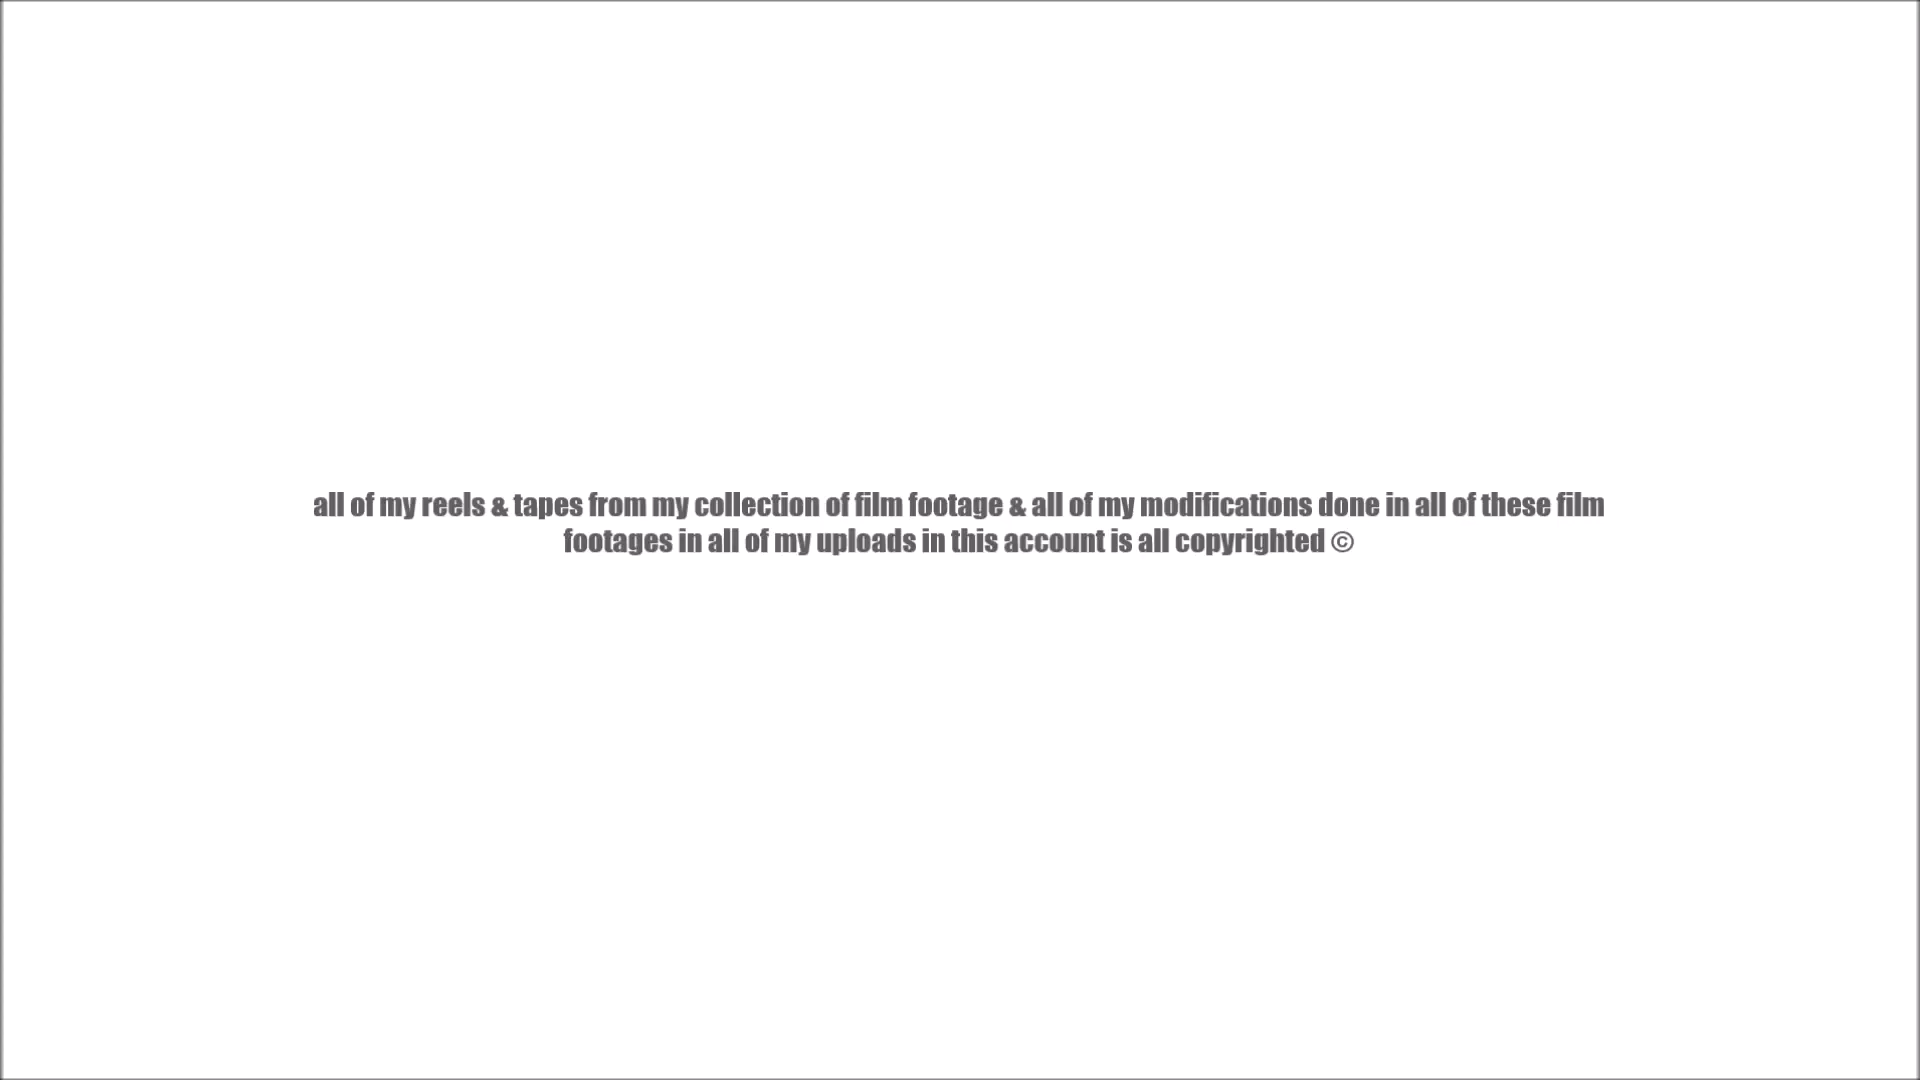 all of my reels & tapes from my collection of film footage & all of my modifications done in all of these film
footages in all of my uploads in this account is all copyrighted ©